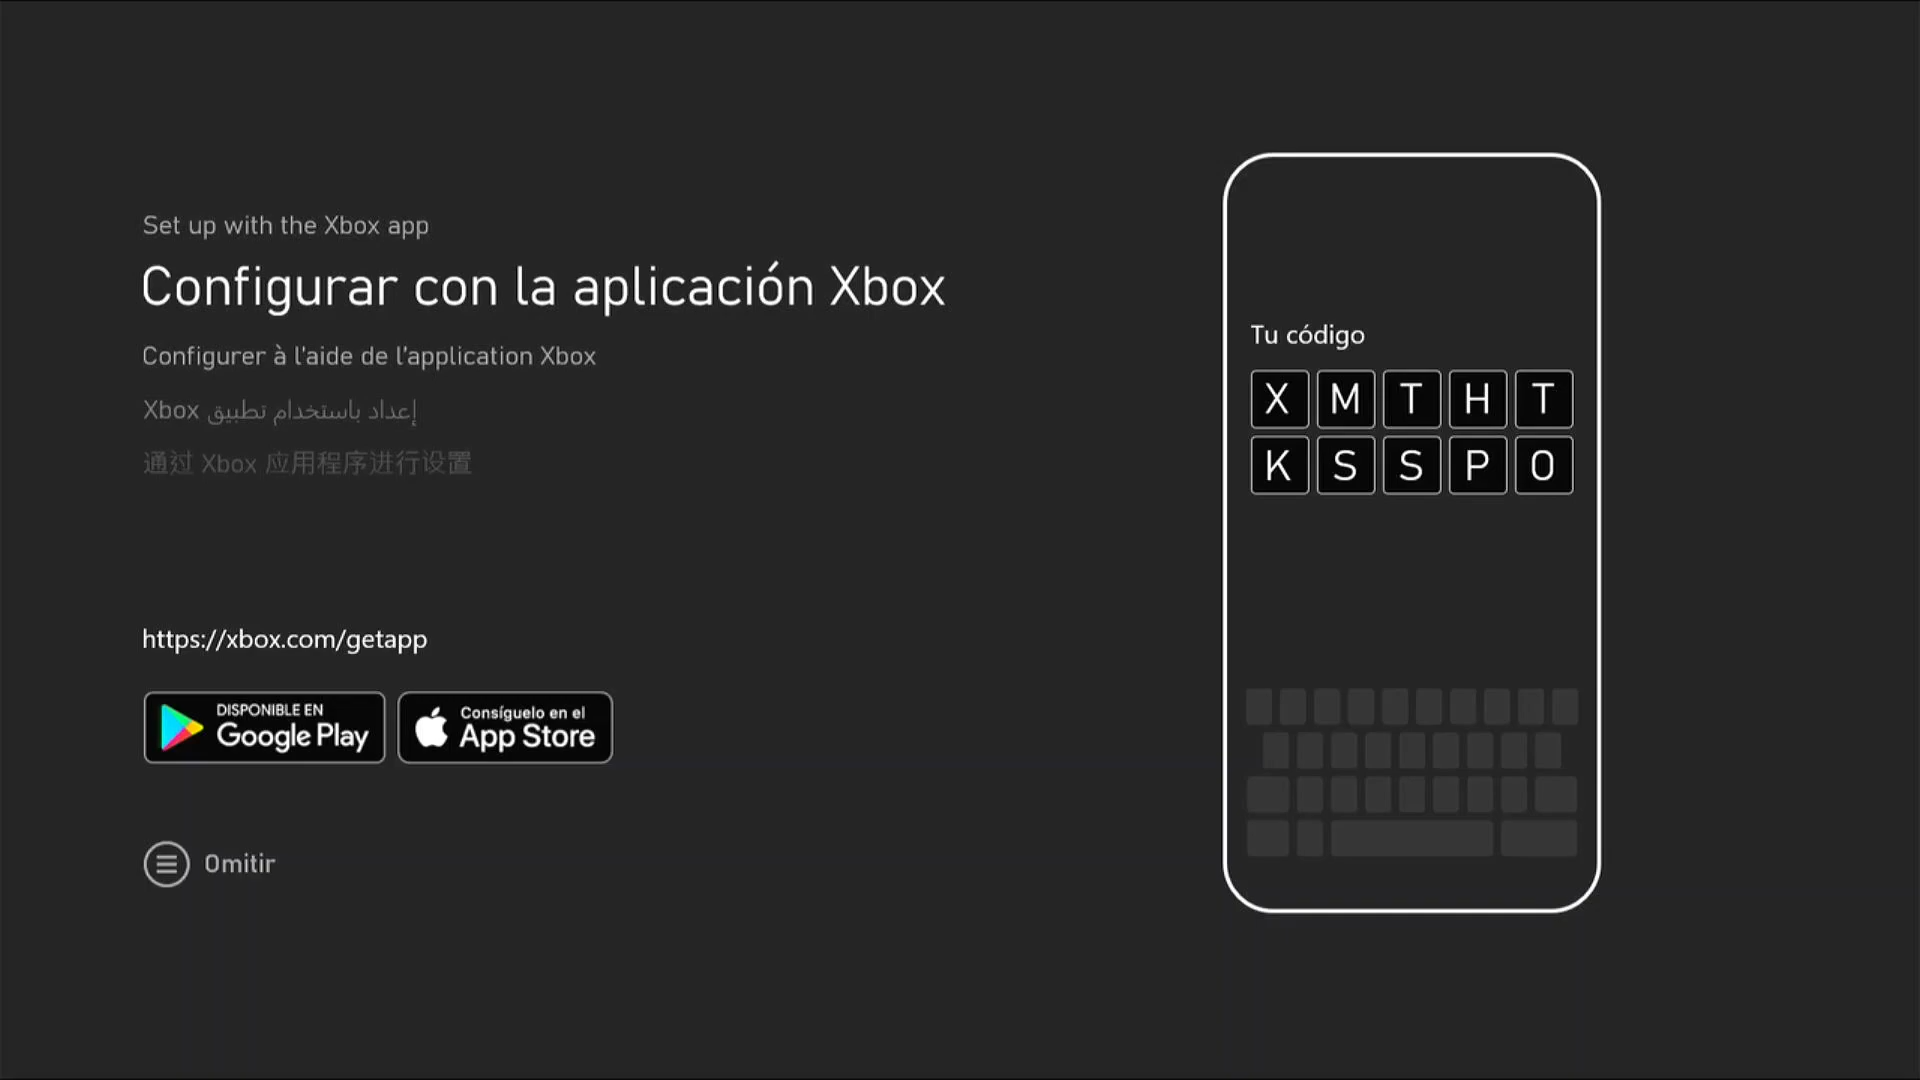 Set up with the Xbox app
Configurar con la aplicación Xbox
Configurer à l'aide de l'application Xbox
إعداد باستخدام تطبيق Xbox
通过 Xbox 应用程序进行设置
https://xbox.com/getapp
DISPONIBLE EN
Google Play
Consíguelo en el
App Store
Omitir
Tu código
X M T H T
K S S P O